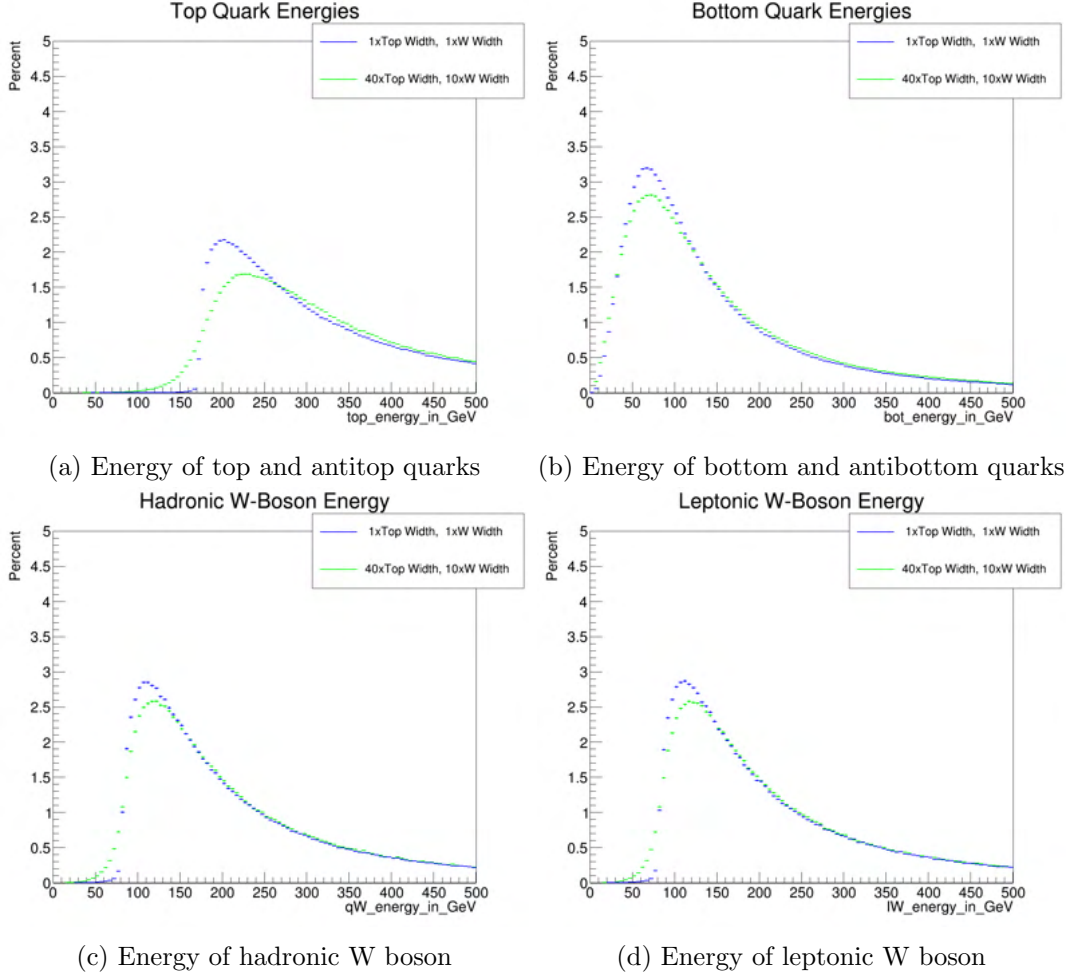 Top Quark Energies
Percent
1xTop Width, 1xW Width
40xTop Width, 10xW Width
5
4.5
4
3.5
3
2.5
2
1.5
1
0.5
0
0 50 100 150 200 250 300 350 400 450 500
top_energy_in_GeV
(a) Energy of top and antitop quarks
Bottom Quark Energies
Percent
1xTop Width, 1xW Width
40xTop Width, 10xW Width
5
4.5
4
3.5
3
2.5
2
1.5
1
0.5
0
0 50 100 150 200 250 300 350 400 450 500
bot_energy_in_GeV
(b) Energy of bottom and antibottom quarks
Hadronic W-Boson Energy
Percent
1xTop Width, 1xW Width
40xTop Width, 10xW Width
5
4.5
4
3.5
3
2.5
2
1.5
1
0.5
0
0 50 100 150 200 250 300 350 400 450 500
qW_energy_in_GeV
(c) Energy of hadronic W boson
Leptonic W-Boson Energy
Percent
1xTop Width, 1xW Width
40xTop Width, 10xW Width
5
4.5
4
3.5
3
2.5
2
1.5
1
0.5
0
0 50 100 150 200 250 300 350 400 450 500
lW_energy_in_GeV
(d) Energy of leptonic W boson